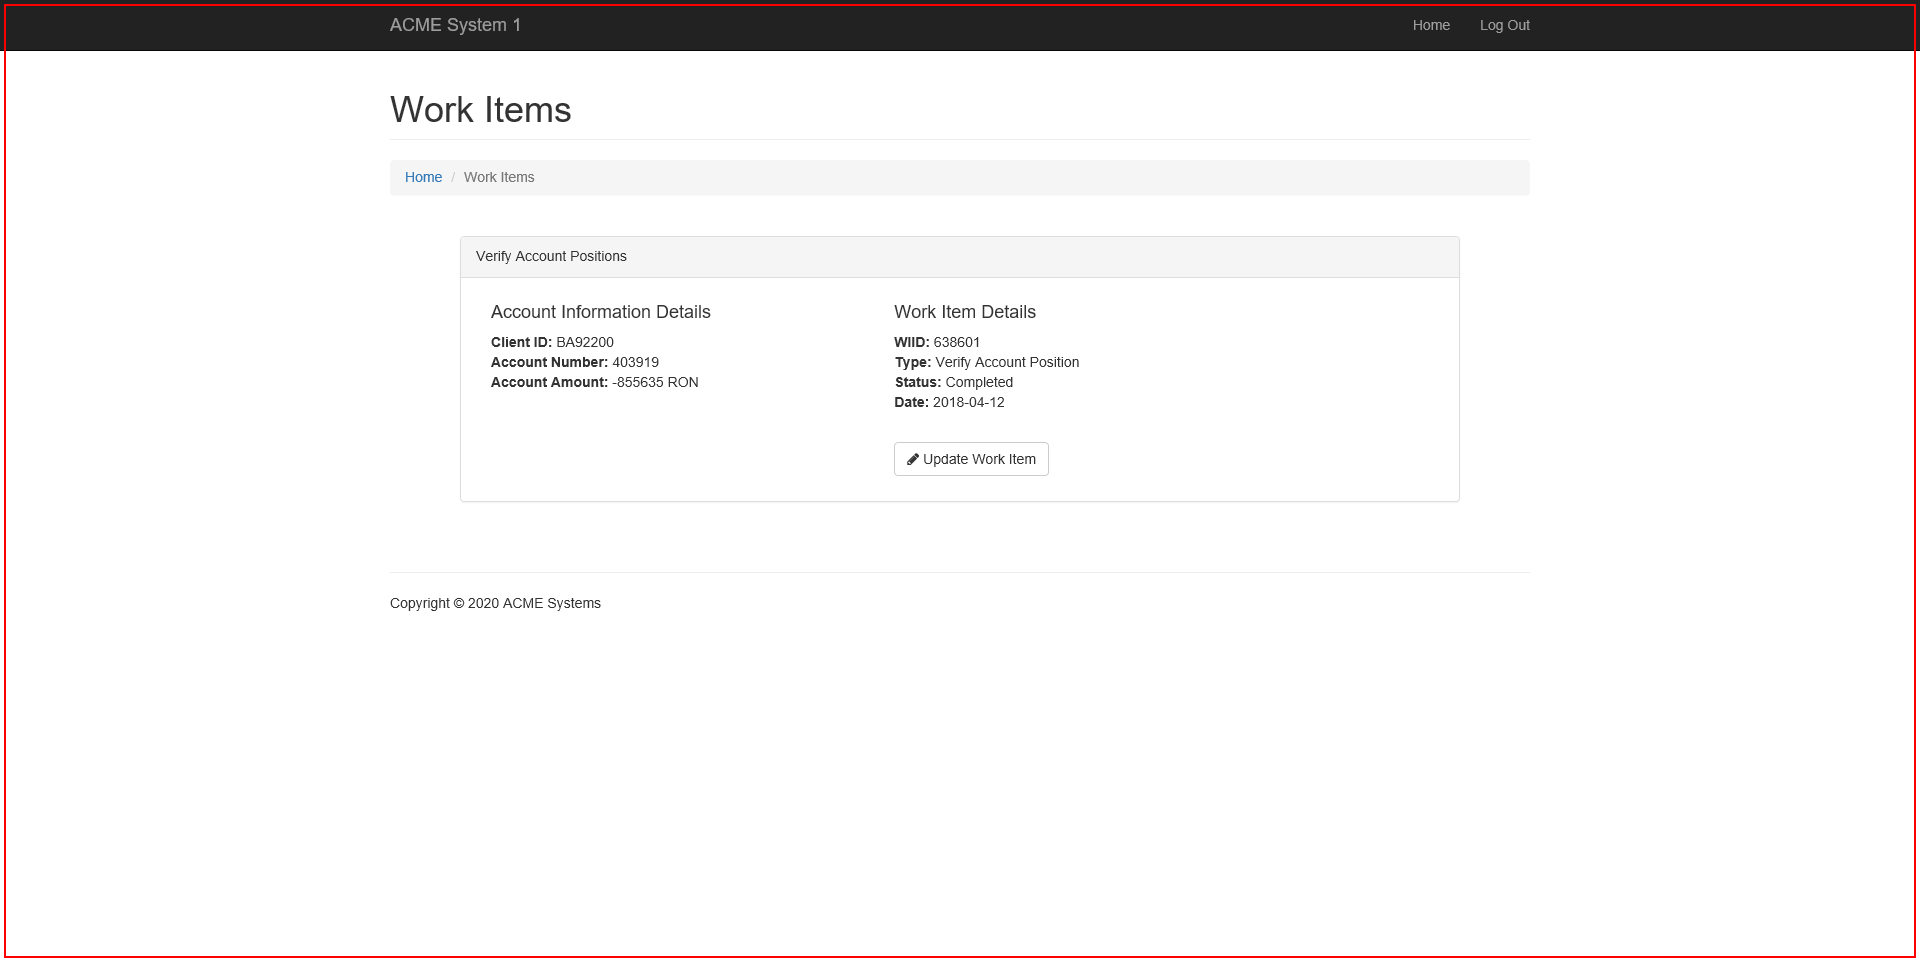 ACME System 1
Home
Log Out
Work Items
Home / Work Items
Verify Account Positions
Account Information Details
Client ID: BA92200
Account Number: 403919
Account Amount: -855635 RON
Work Item Details
WIID: 638601
Type: Verify Account Position
Status: Completed
Date: 2018-04-12
Update Work Item
Copyright © 2020 ACME Systems